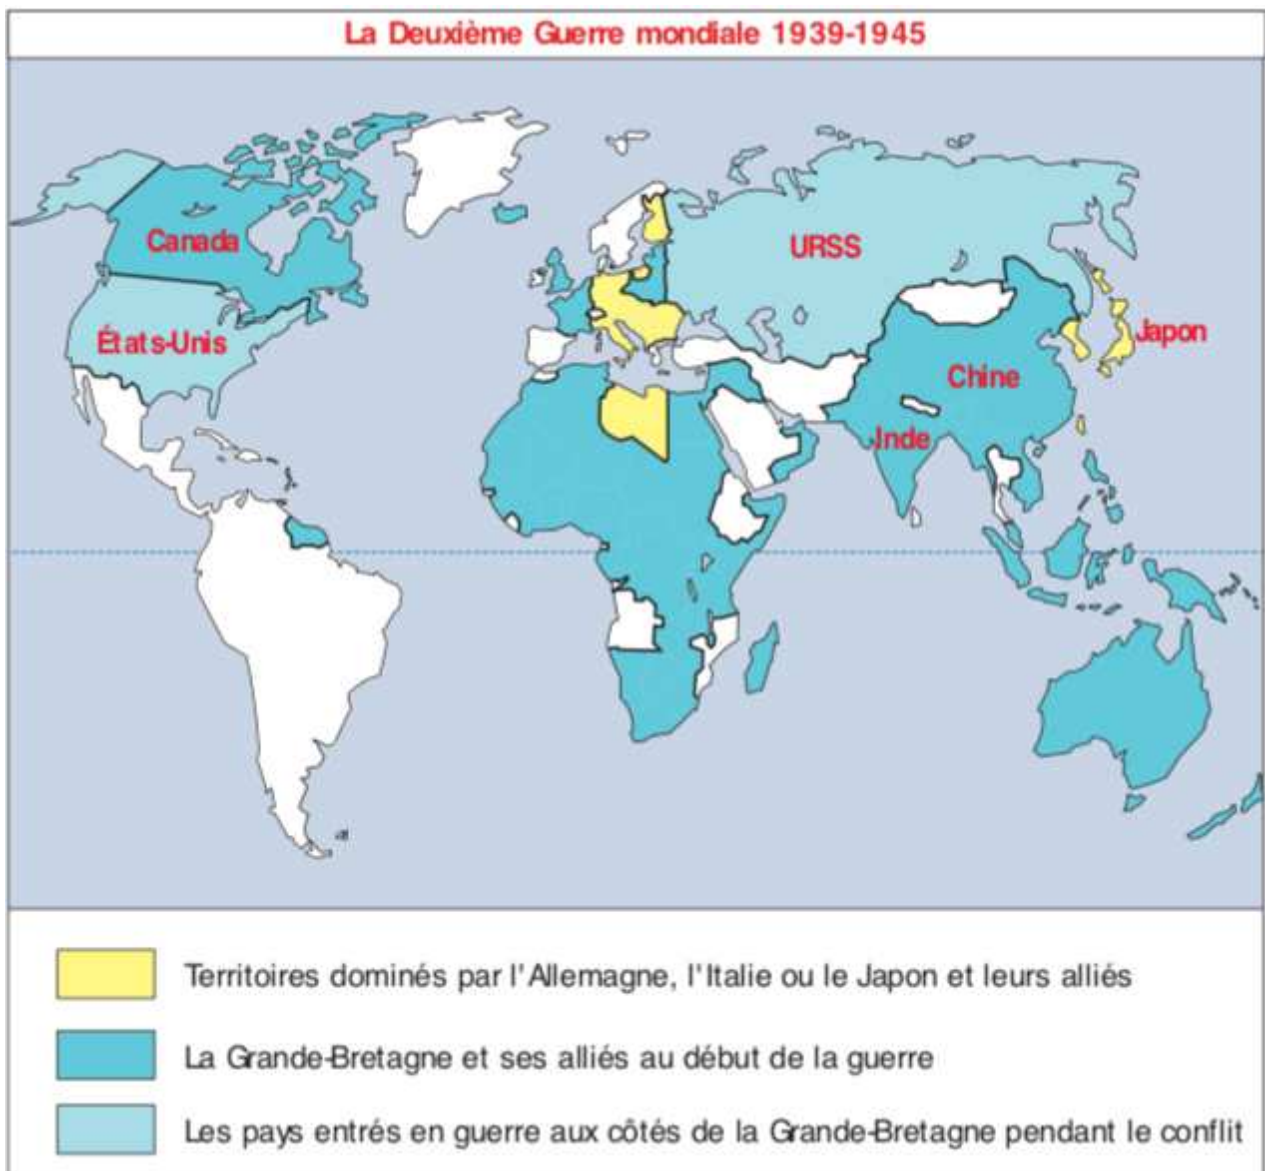 La Deuxième Guerre mondiale 1939-1945
Canada
URSS
États-Unis
Japon
Chine
Inde
Territoires dominés par l'Allemagne, l'Italie ou le Japon et leurs alliés
La Grande-Bretagne et ses alliés au début de la guerre
Les pays entrés en guerre aux côtés de la Grande-Bretagne pendant le conflit